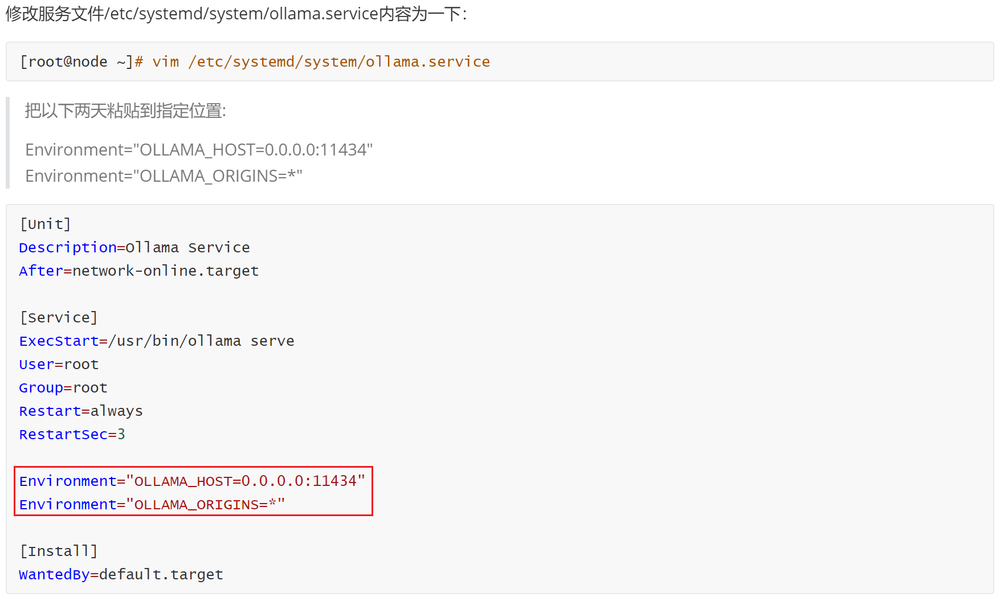 修改服务文件/etc/systemd/system/ollama.service内容为一下：
[root@node ~]# vim /etc/systemd/system/ollama.service
把以下两天粘贴到指定位置:
Environment="OLLAMA_HOST=0.0.0.0:11434"
Environment="OLLAMA_ORIGINS=*"
[Unit]
Description=Ollama Service
After=network-online.target
[Service]
ExecStart=/usr/bin/ollama serve
User=root
Group=root
Restart=always
RestartSec=3
Environment="OLLAMA_HOST=0.0.0.0:11434"
Environment="OLLAMA_ORIGINS=*"
[Install]
WantedBy=default.target